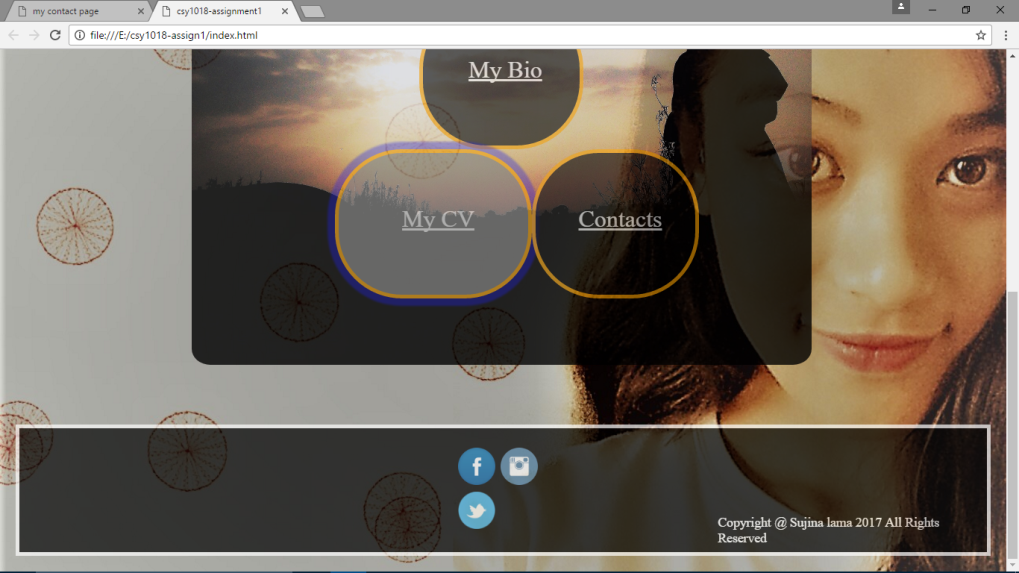 my contact page
csy1018-assignment1
file:///E:/csy1018-assign1/index.html
My Bio
My CV
Contacts
Copyright @ Sujina lama 2017 All Rights
Reserved